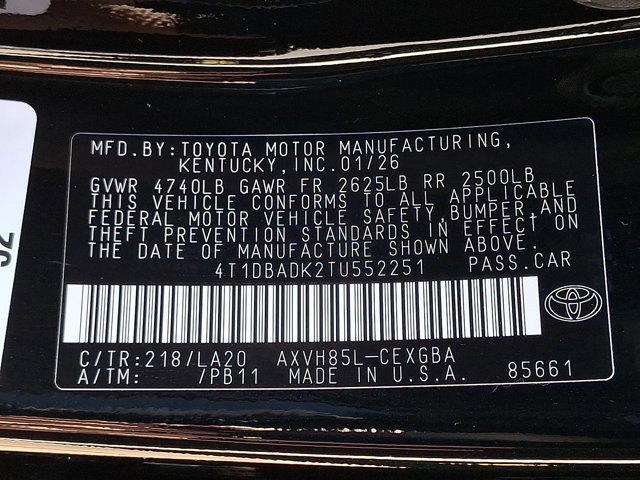 MFD.BY:TOYOTA MOTOR MANUFACTURING,
KENTUCKY,INC.01/26
GVWR 4740LB GAWR FR 2625LB RR 2500LB
THIS VEHICLE CONFORMS TO ALL APPLICABLE
FEDERAL MOTOR VEHICLE SAFETY,BUMPER,AND
THEFT PREVENTION STANDARDS IN EFFECT ON
THE DATE OF MANUFACTURE SHOWN ABOVE.
4T1DBADK2TU552251 PASS.CAR
C/TR:218/LA20 AXVH85L-CEXGBA
A/TM: /PB11 MADE IN U.S.A. 85661